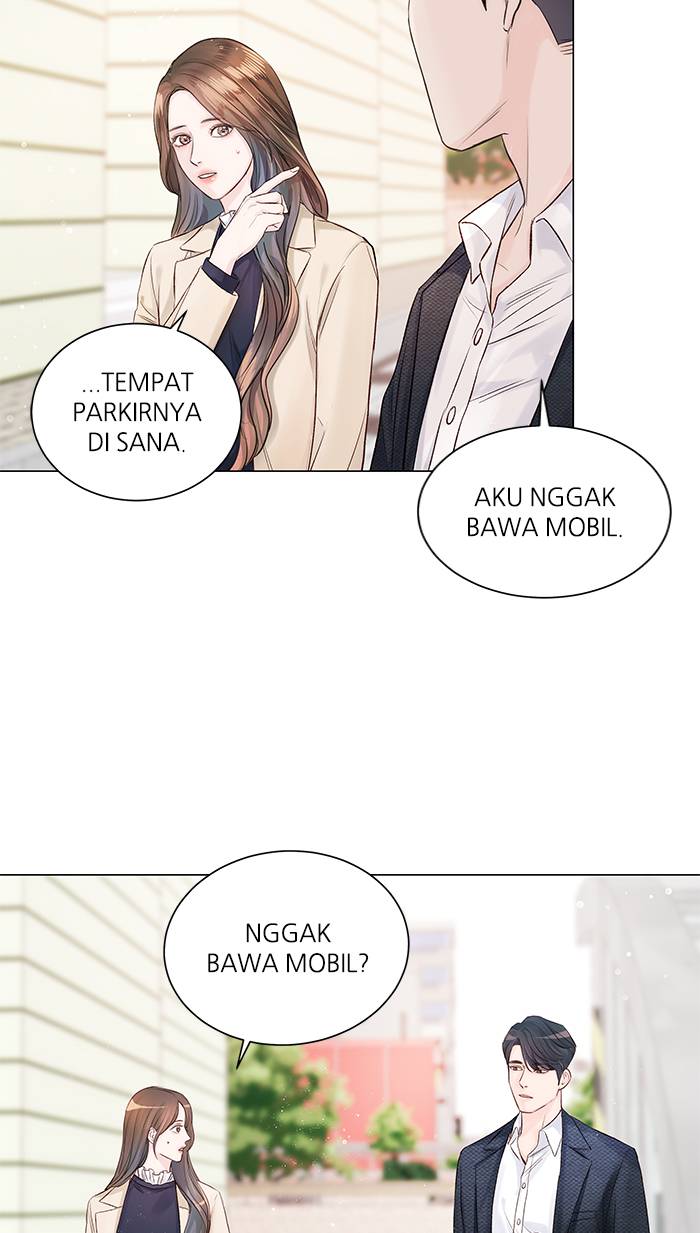 ...TEMPAT
PARKIRNYA
DI SANA.
AKU NGGAK
BAWA MOBIL.
NGGAK
BAWA MOBIL?